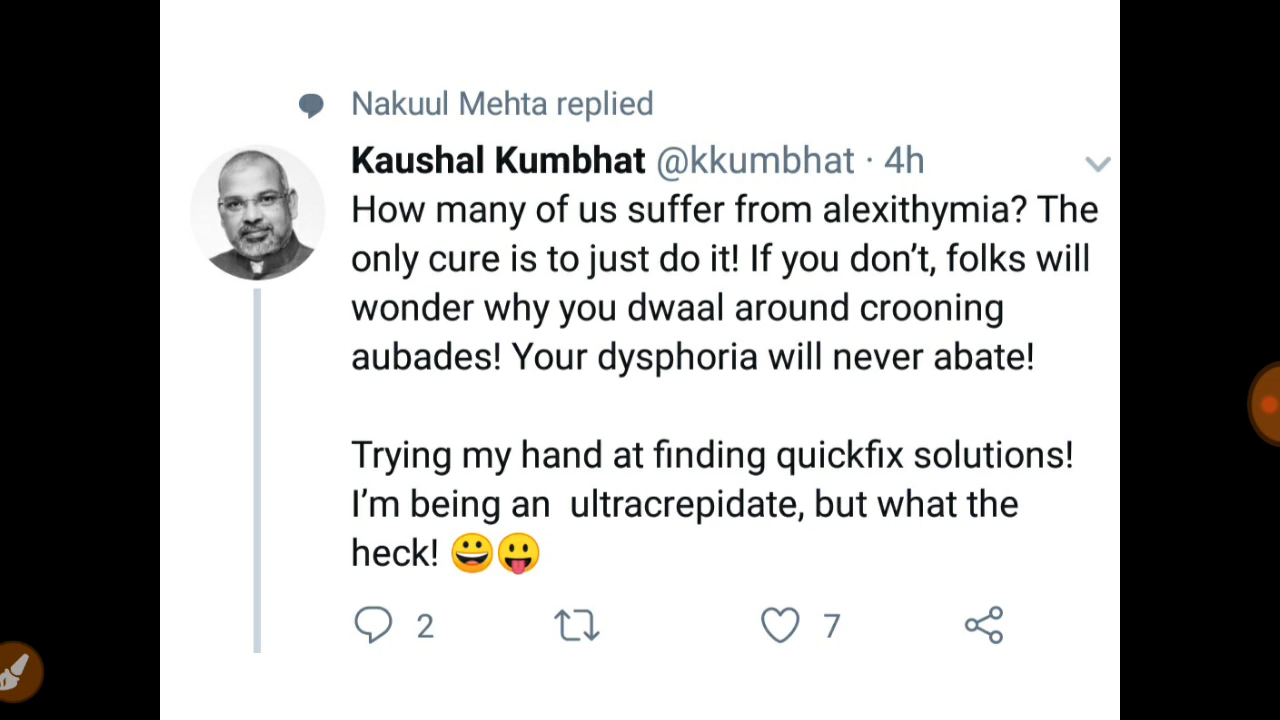 Nakuul Mehta replied
Kaushal Kumbhat @kkumbhat · 4h
How many of us suffer from alexithymia? The
only cure is to just do it! If you don’t, folks will
wonder why you dwaal around crooning
aubades! Your dysphoria will never abate!
Trying my hand at finding quickfix solutions!
I’m being an  ultracrepidate, but what the
heck! 😀😛
2 7